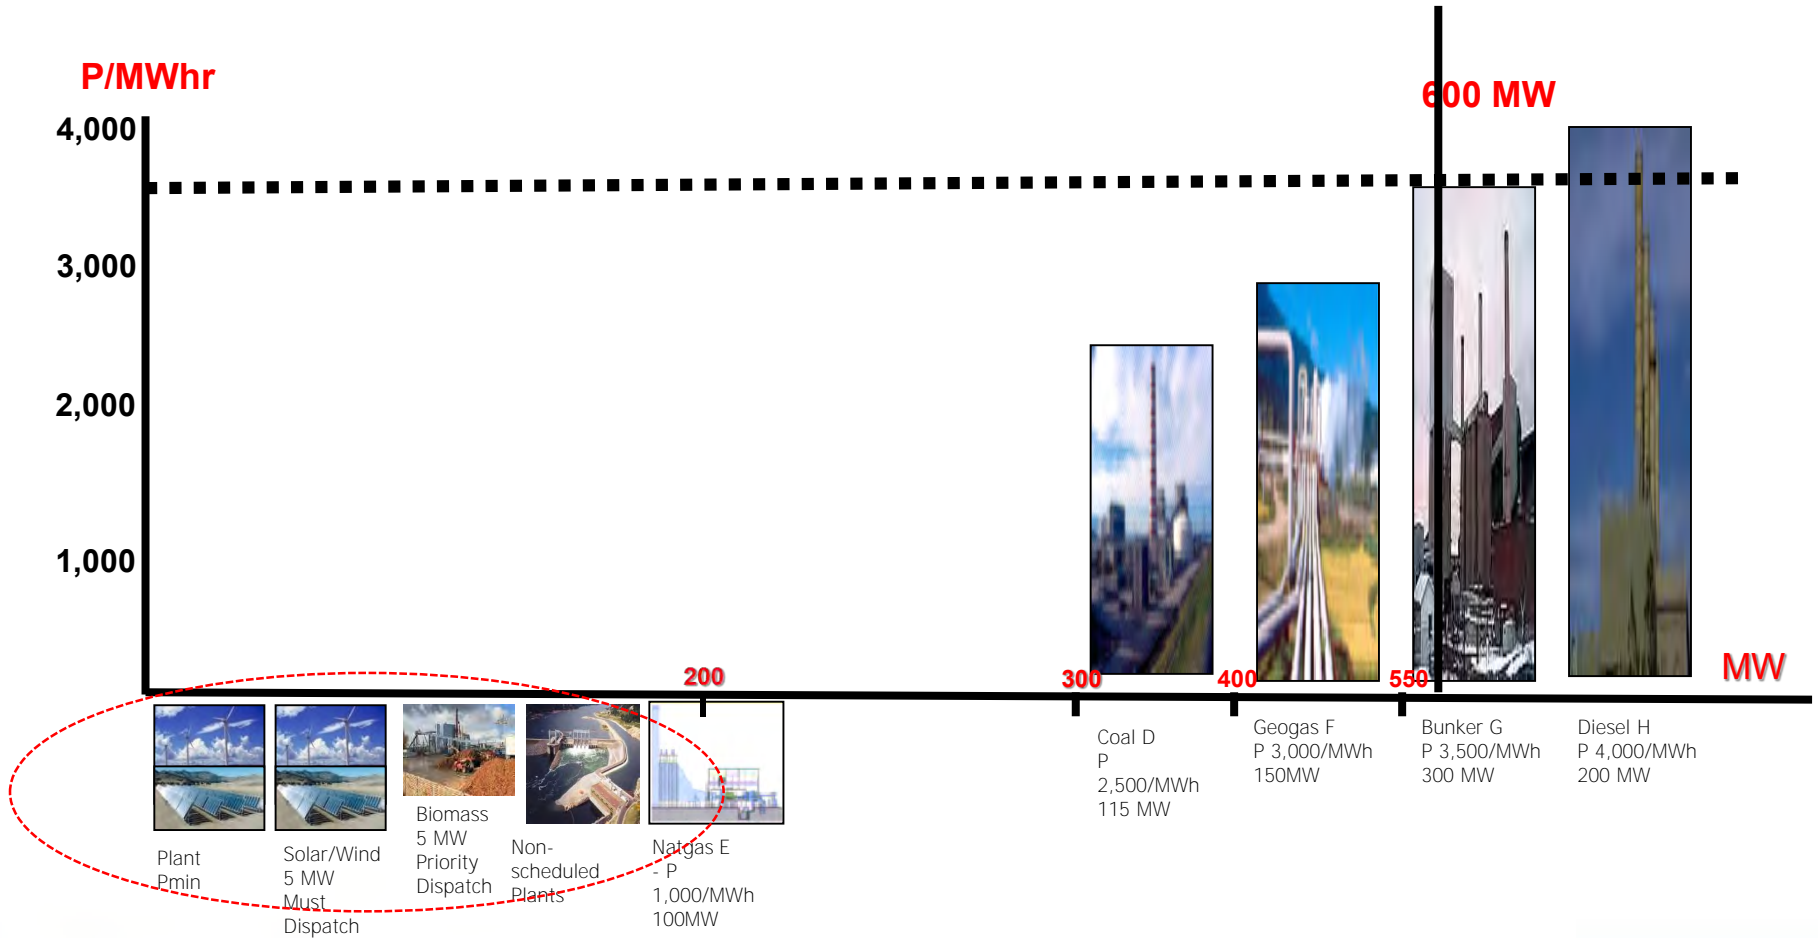 P/MWhr
600 MW
4,000
3,000
2,000
1,000
200
300
400
550
MW
Plant
Pmin
Solar/Wind
5 MW
Must
Dispatch
Biomass
5 MW
Priority
Dispatch
Non-
scheduled
Plants
Natgas E
- P
1,000/MWh
100MW
Coal D
P
2,500/MWh
115 MW
Geogas F
P 3,000/MWh
150MW
Bunker G
P 3,500/MWh
300 MW
Diesel H
P 4,000/MWh
200 MW